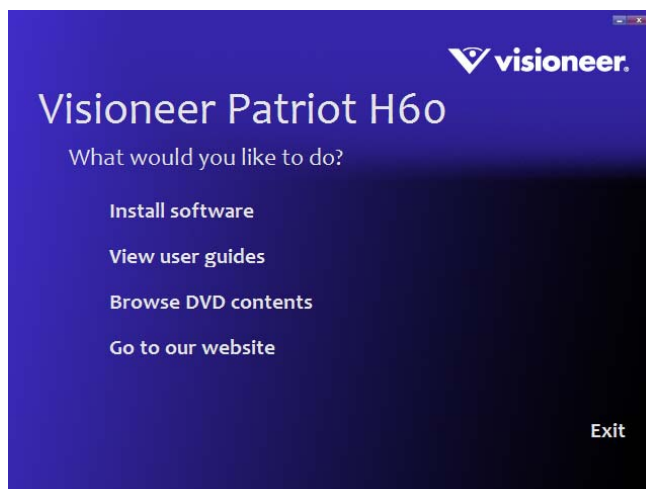 visioneer.
Visioneer Patriot H60
What would you like to do?
Install software
View user guides
Browse DVD contents
Go to our website
Exit